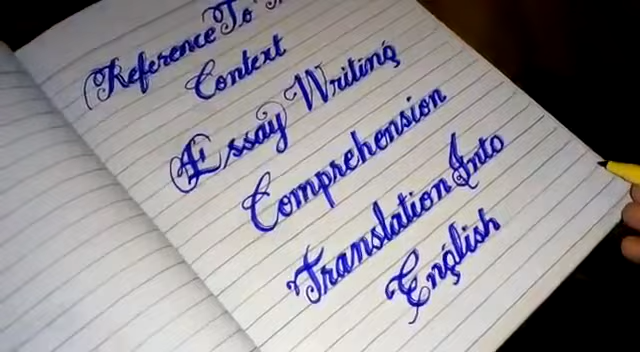 Reference To
Context
Essay Writing
Comprehension
Translation Into
English